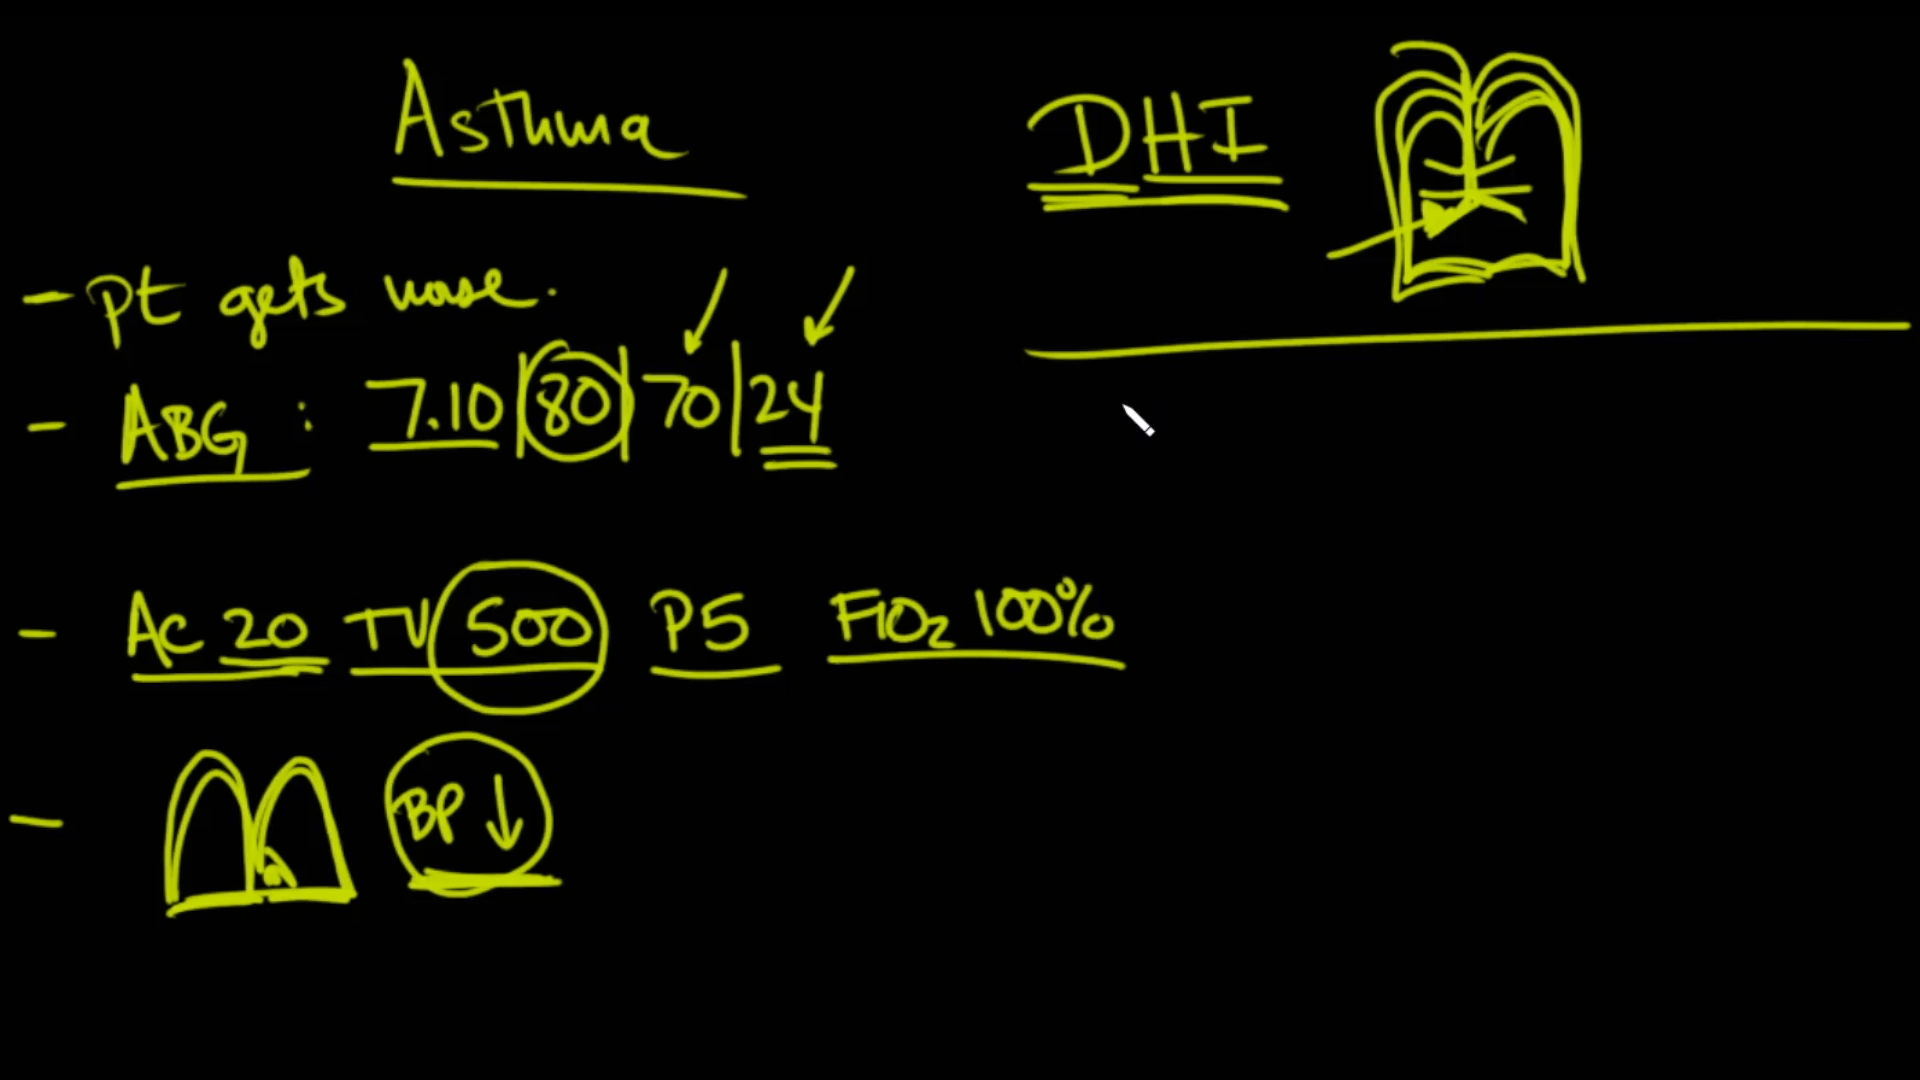 Asthma
DHI
- Pt gets worse.
- ABG : 7.10 | 80 | 70 | 24
- AC 20 TV 500 P5 FIO2 100%
- BP ↓